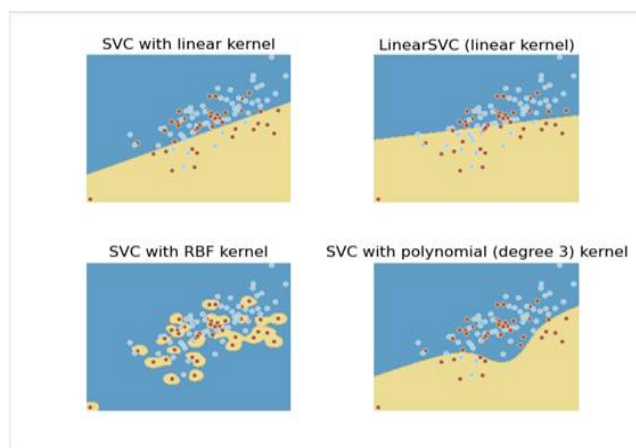 SVC with linear kernel
LinearSVC (linear kernel)
SVC with RBF kernel
SVC with polynomial (degree 3) kernel